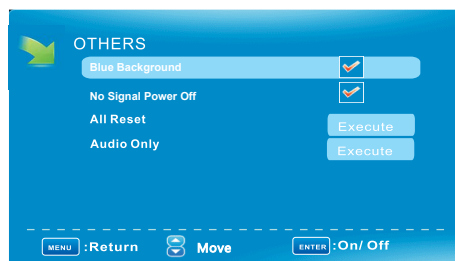 OTHERS
Blue Background
No Signal Power Off
All Reset Execute
Audio Only Execute
MENU :Return Move ENTER :On/ Off